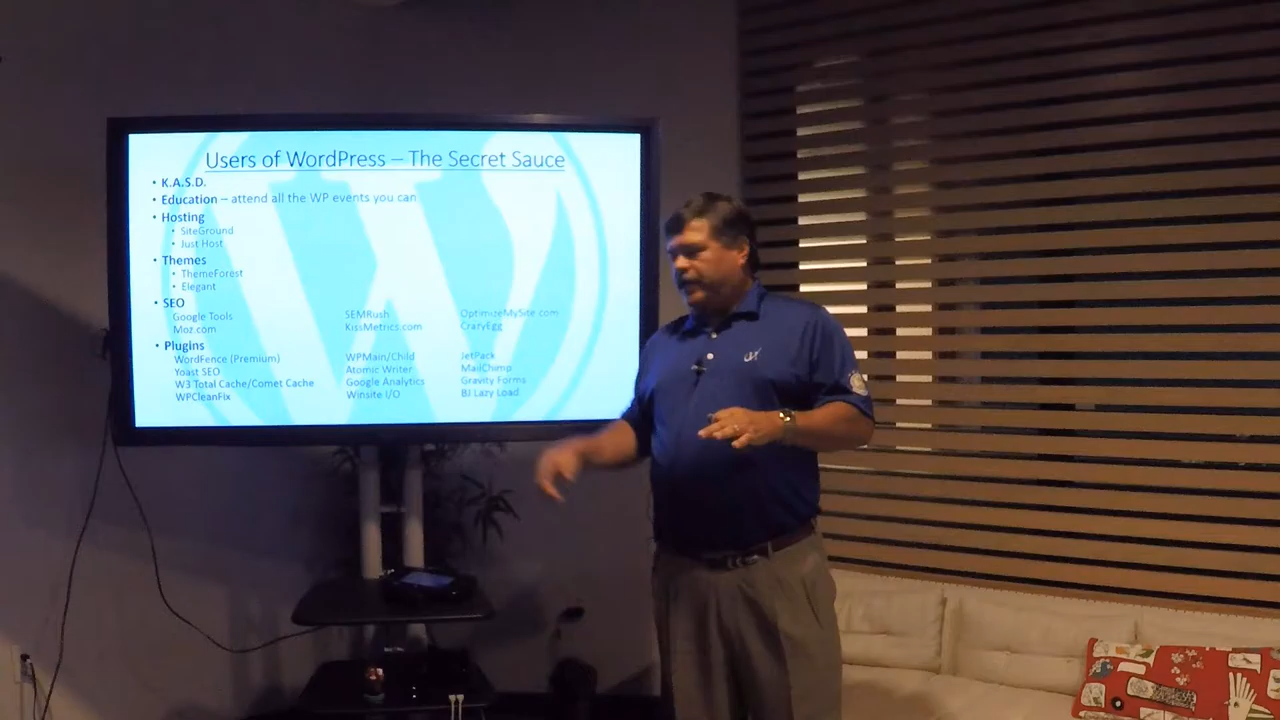 Users of WordPress – The Secret Sauce
• K.A.S.D.
• Education – attend all the WP events you can
• Hosting
• SiteGround
• Just Host
• Themes
• ThemeForest
• Elegant
• SEO
Google Tools SEMRush OptimizeMySite.com
Moz.com KissMetrics.com CraryEgg
• Plugins
WordFence (Premium) WPMain/Child JetPack
Yoast SEO Atomic Writer MailChimp
W3 Total Cache/Comet Cache Google Analytics Gravity Forms
WPCleanFix Winsite I/O BJ Lazy Load